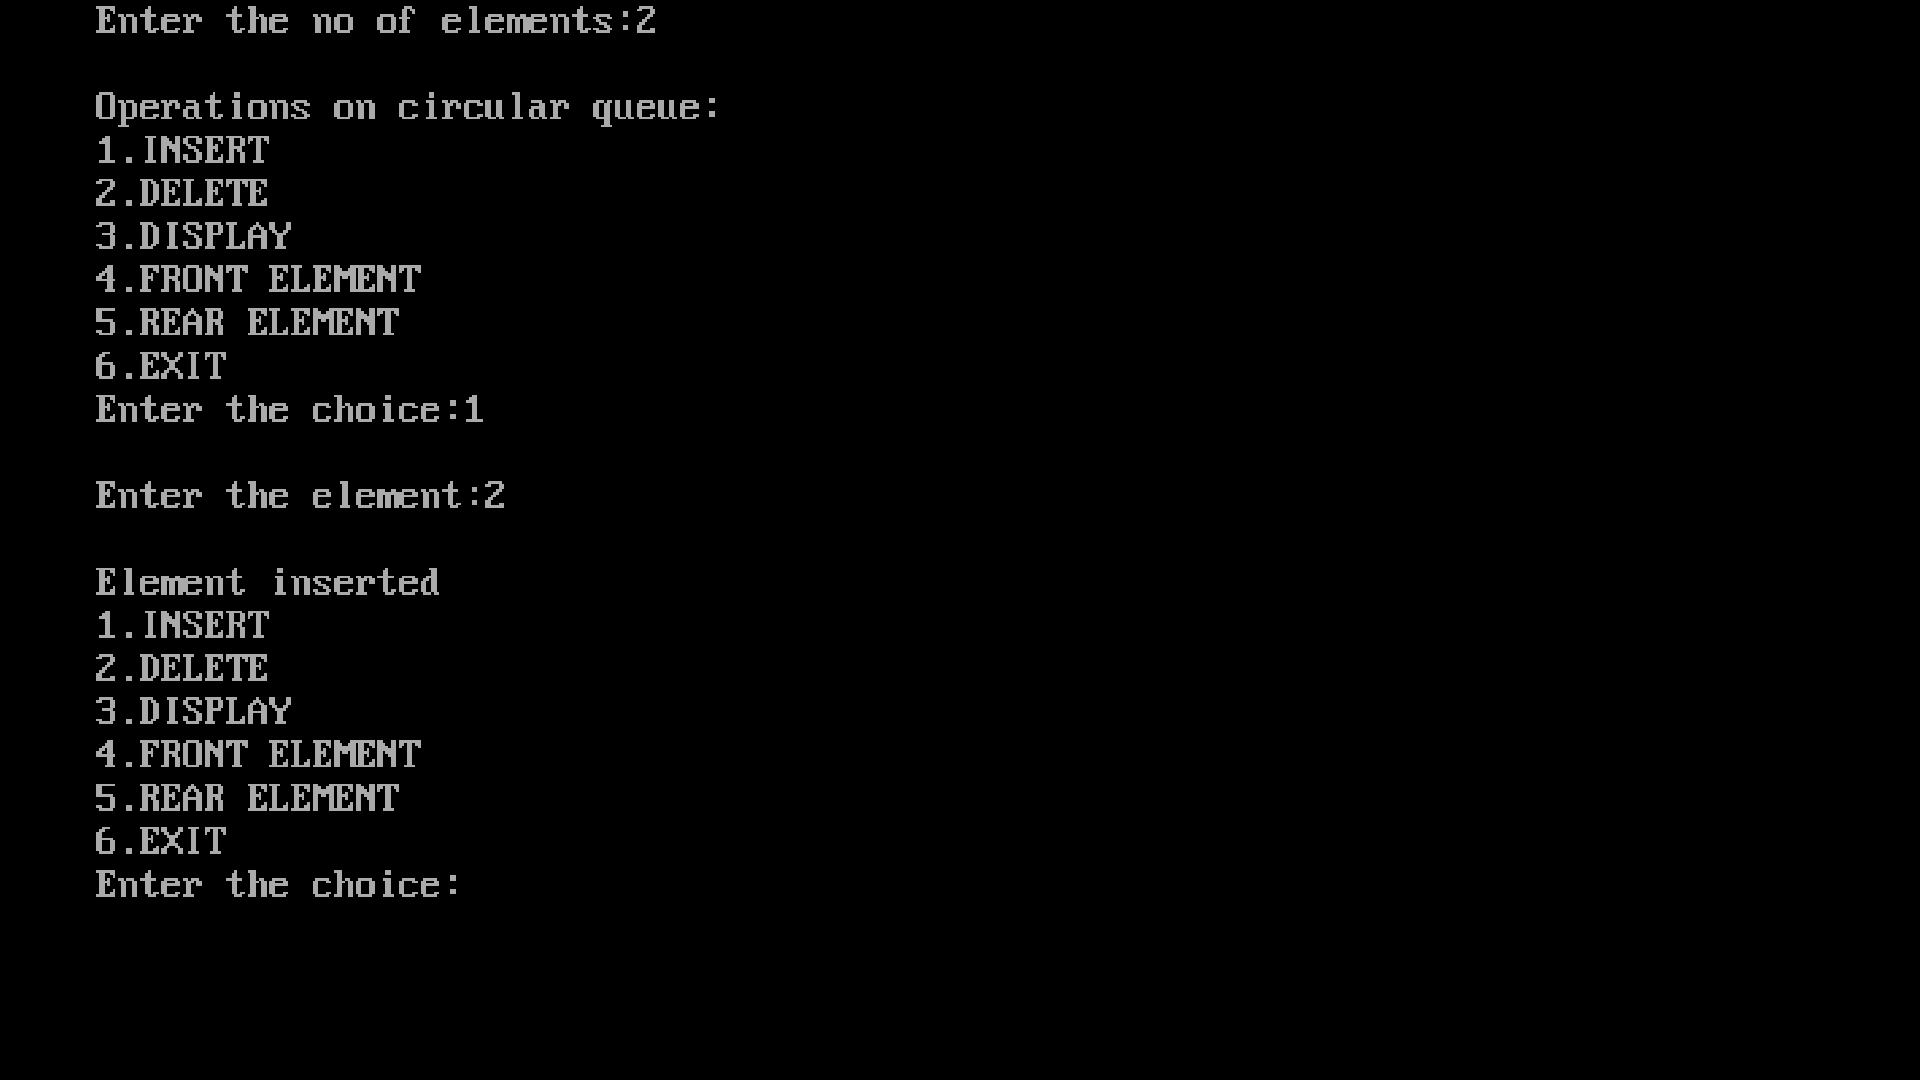 Enter the no of elements:2
Operations on circular queue:
1.INSERT
2.DELETE
3.DISPLAY
4.FRONT ELEMENT
5.REAR ELEMENT
6.EXIT
Enter the choice:1
Enter the element:2
Element inserted
1.INSERT
2.DELETE
3.DISPLAY
4.FRONT ELEMENT
5.REAR ELEMENT
6.EXIT
Enter the choice: